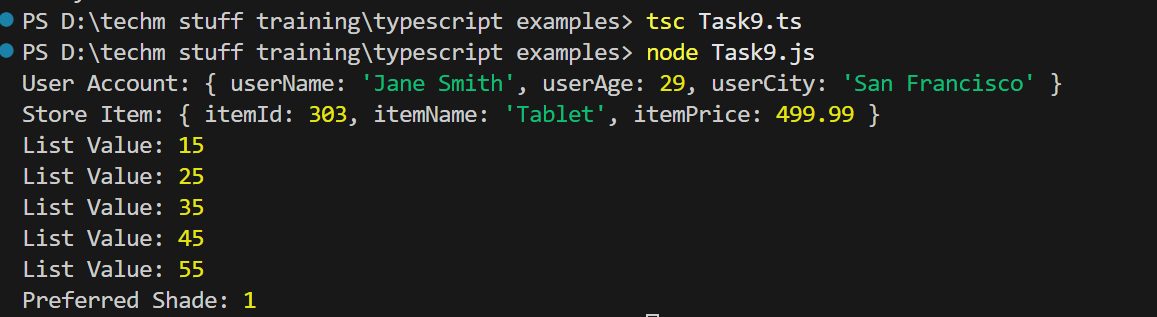 PS D:\techm stuff training\typescript examples> tsc Task9.ts
PS D:\techm stuff training\typescript examples> node Task9.js
User Account: { userName: 'Jane Smith', userAge: 29, userCity: 'San Francisco' }
Store Item: { itemId: 303, itemName: 'Tablet', itemPrice: 499.99 }
List Value: 15
List Value: 25
List Value: 35
List Value: 45
List Value: 55
Preferred Shade: 1